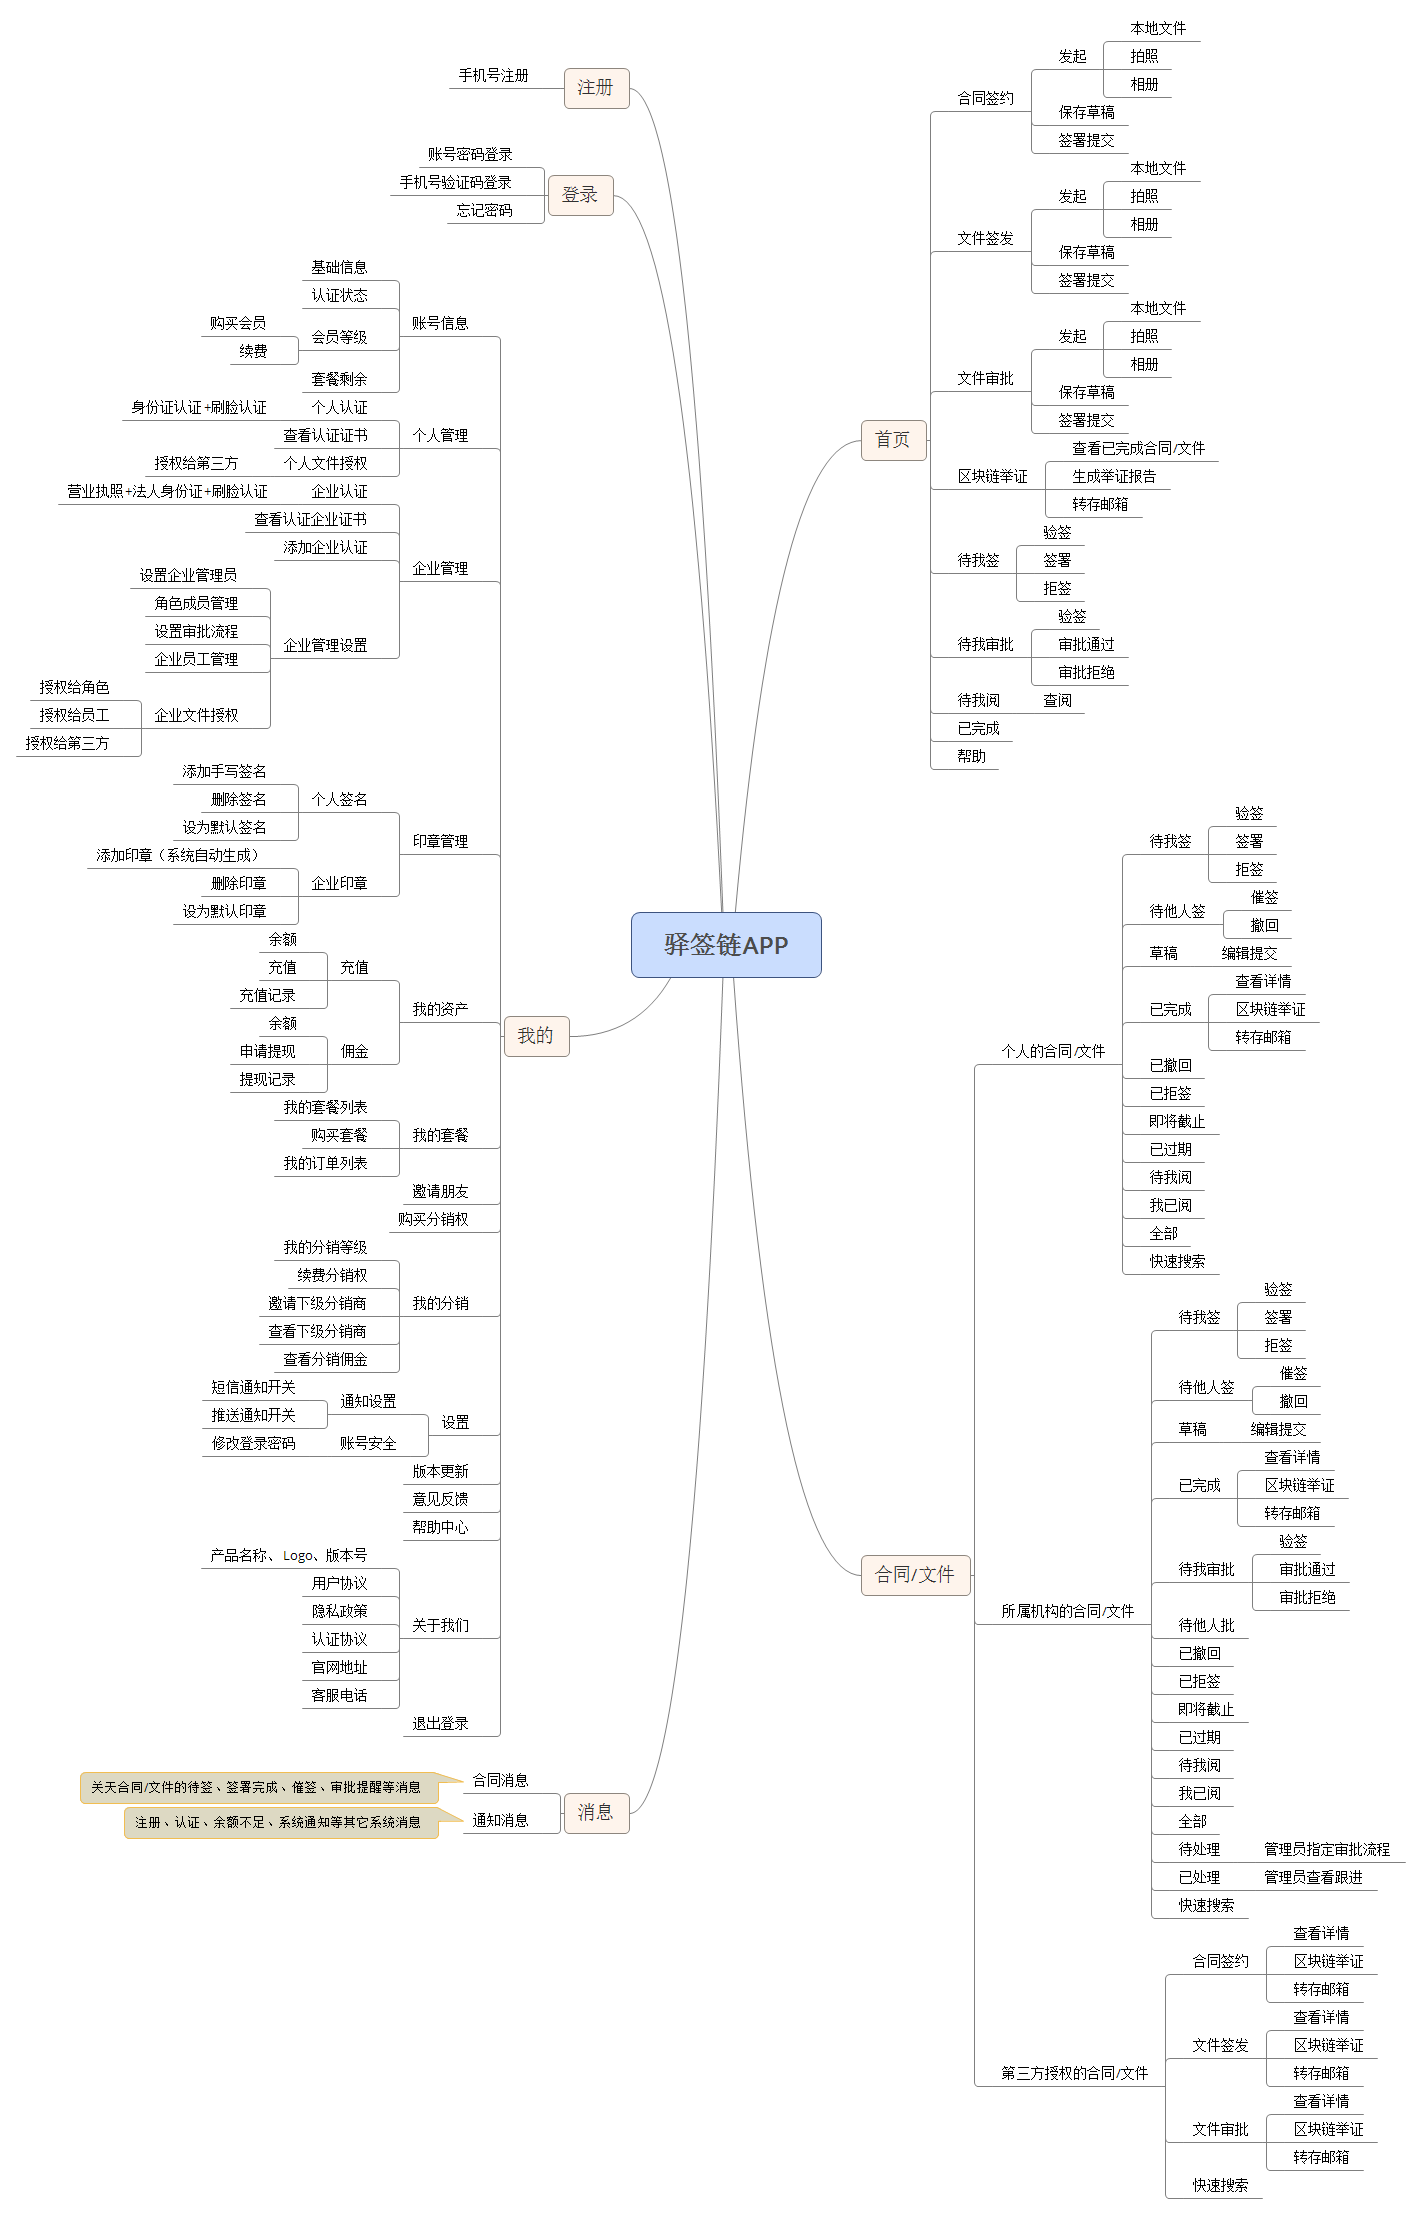 驿签链APP
注册
手机号注册
登录
账号密码登录
手机号验证码登录
忘记密码
我的
账号信息
基础信息
认证状态
会员等级
购买会员
续费
套餐剩余
个人管理
个人认证
身份证认证+刷脸认证
查看认证证书
个人文件授权
授权给第三方
企业管理
企业认证
营业执照+法人身份证+刷脸认证
查看认证企业证书
添加企业认证
企业管理设置
设置企业管理员
角色成员管理
设置审批流程
企业员工管理
企业文件授权
授权给角色
授权给员工
授权给第三方
印章管理
个人签名
添加手写签名
删除签名
设为默认签名
企业印章
添加印章（系统自动生成）
删除印章
设为默认印章
我的资产
充值
余额
充值
充值记录
佣金
余额
申请提现
提现记录
我的套餐
我的套餐列表
购买套餐
我的订单列表
邀请朋友
购买分销权
我的分销
我的分销等级
续费分销权
邀请下级分销商
查看下级分销商
查看分销佣金
设置
通知设置
短信通知开关
推送通知开关
账号安全
修改登录密码
版本更新
意见反馈
帮助中心
关于我们
产品名称、Logo、版本号
用户协议
隐私政策
认证协议
官网地址
客服电话
退出登录
消息
合同消息
关天合同/文件的待签、签署完成、催签、审批提醒等消息
通知消息
注册、认证、余额不足、系统通知等其它系统消息
首页
合同签约
发起
本地文件
拍照
相册
保存草稿
签署提交
文件签发
发起
本地文件
拍照
相册
保存草稿
签署提交
文件审批
发起
本地文件
拍照
相册
保存草稿
签署提交
区块链举证
查看已完成合同/文件
生成举证报告
转存邮箱
待我签
验签
签署
拒签
待我审批
验签
审批通过
审批拒绝
待我阅
查阅
已完成
帮助
合同/文件
个人的合同/文件
待我签
验签
签署
拒签
待他人签
催签
撤回
草稿
编辑提交
已完成
查看详情
区块链举证
转存邮箱
已撤回
已拒签
即将截止
已过期
待我阅
我已阅
全部
快速搜索
所属机构的合同/文件
待我签
验签
签署
拒签
待他人签
催签
撤回
草稿
编辑提交
已完成
查看详情
区块链举证
转存邮箱
待我审批
验签
审批通过
审批拒绝
待他人批
已撤回
已拒签
即将截止
已过期
待我阅
我已阅
全部
待处理
管理员指定审批流程
已处理
管理员查看跟进
快速搜索
第三方授权的合同/文件
合同签约
查看详情
区块链举证
转存邮箱
文件签发
查看详情
区块链举证
转存邮箱
文件审批
查看详情
区块链举证
转存邮箱
快速搜索